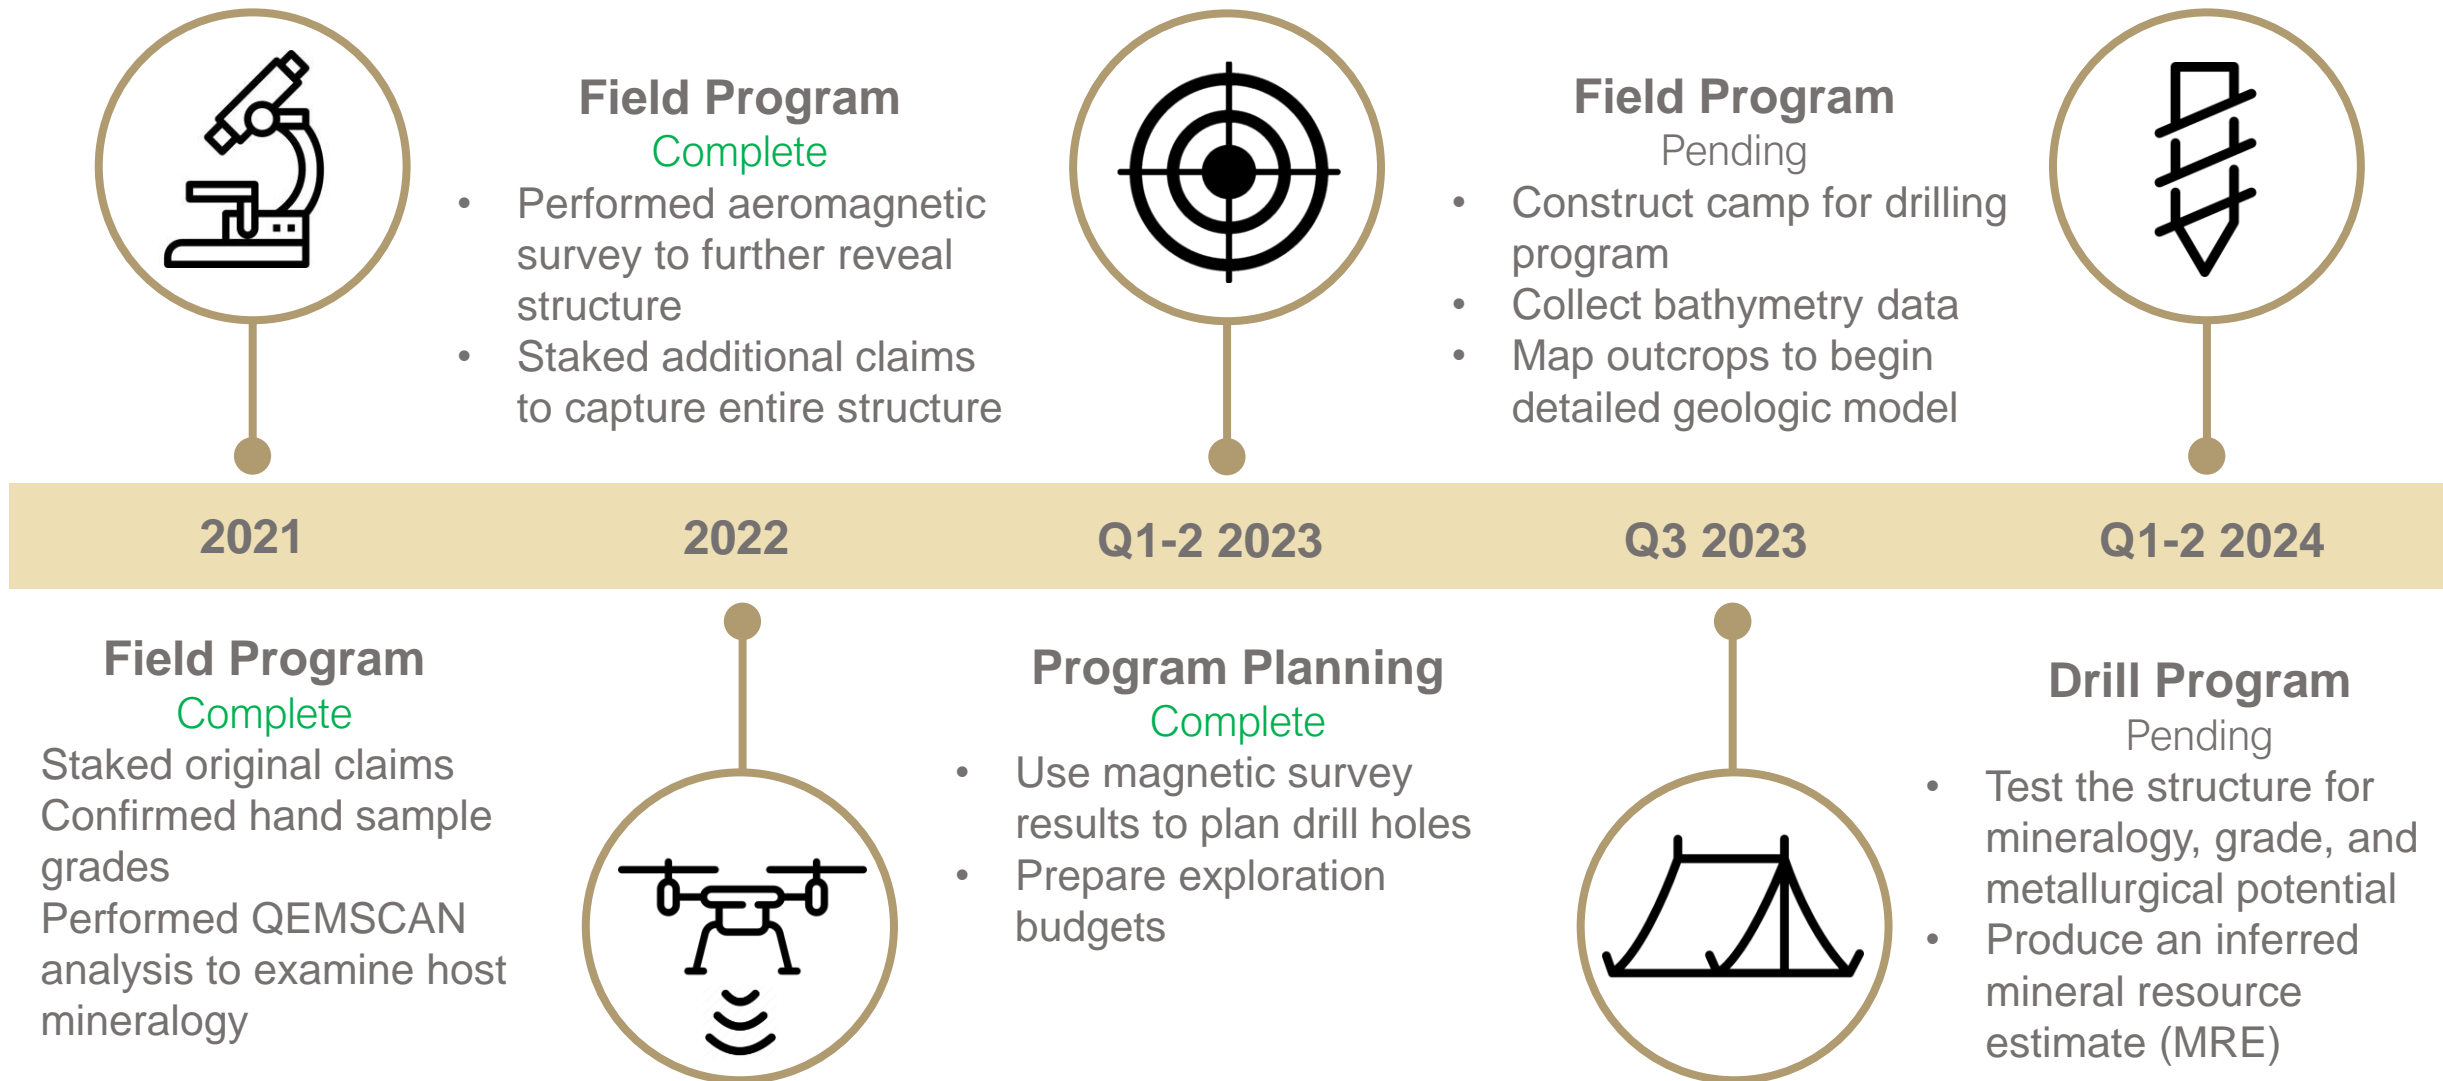 Field Program
Complete
• Performed aeromagnetic
survey to further reveal
structure
• Staked additional claims
to capture entire structure
Field Program
Pending
• Construct camp for drilling
program
• Collect bathymetry data
• Map outcrops to begin
detailed geologic model
2021
2022
Q1-2 2023
Q3 2023
Q1-2 2024
Field Program
Complete
Staked original claims
Confirmed hand sample
grades
Performed QEMSCAN
analysis to examine host
mineralogy
Program Planning
Complete
• Use magnetic survey
results to plan drill holes
• Prepare exploration
budgets
Drill Program
Pending
• Test the structure for
mineralogy, grade, and
metallurgical potential
• Produce an inferred
mineral resource
estimate (MRE)